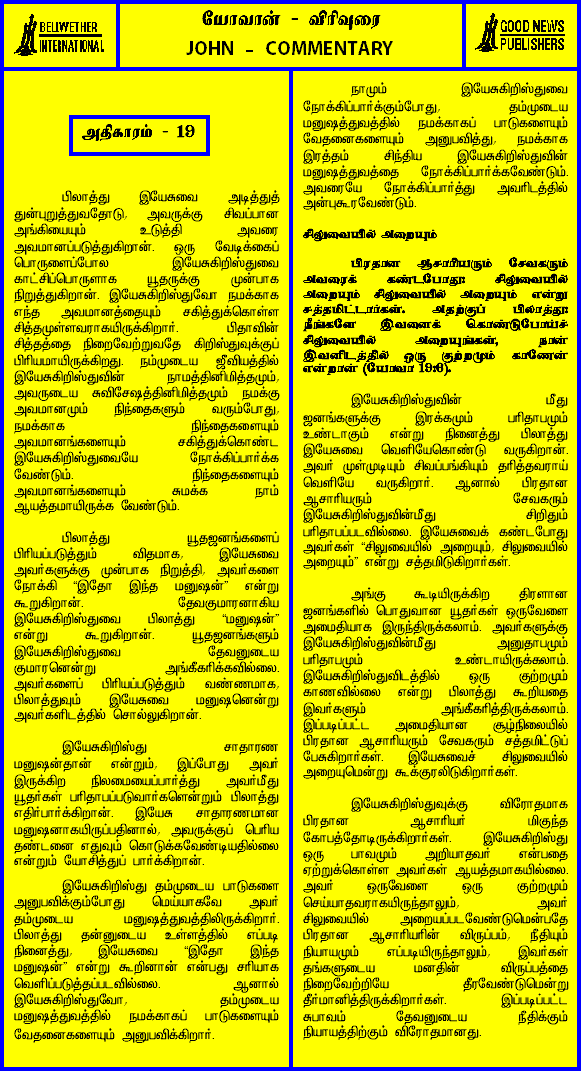 BELIWETHER
INTERNATIONAL
யோவான் - விரிவுரை
JOHN - COMMENTARY
GOOD NEWS
PUBLISHERS
அதிகாரம் - 19
பிலாத்து இயேசுவை அடித்துத்
துன்புறுத்துவதோடு, அவருக்கு சிவப்பான
அங்கியையும் உடுத்தி அவரை
அவமானப்படுத்துகிறான். ஒரு வேடிக்கைப்
பொருளைப்போல இயேசுகிறிஸ்துவை
காட்சிப்பொருளாக யூதருக்கு முன்பாக
நிறுத்துகிறான். இயேசுகிறிஸ்துவோ நமக்காக
எந்த அவமானத்தையும் சகித்துக்கொள்ள
சித்தமுள்ளவராகயிருக்கிறார். பிதாவின்
சித்தத்தை நிறைவேற்றுவதே கிறிஸ்துவுக்குப்
பிரியமாயிருக்கிறது. நம்முடைய ஜீவியத்தில்
இயேசுகிறிஸ்துவின் நாமத்தினிமித்தமும்,
அவருடைய சுவிசேஷத்தினிமித்தமும் நமக்கு
அவமானமும் நிந்தைகளும் வரும்போது,
நமக்காக நிந்தைகளையும்
அவமானங்களையும் சகித்துக்கொண்ட
இயேசுகிறிஸ்துவையே நோக்கிப்பார்க்க
வேண்டும். நிந்தைகளையும்
அவமானங்களையும் சுமக்க நாம்
ஆயத்தமாயிருக்க வேண்டும்.
பிலாத்து யூதஜனங்களைப்
பிரியப்படுத்தும் விதமாக, இயேசுவை
அவர்களுக்கு முன்பாக நிறுத்தி, அவர்களை
நோக்கி “இதோ இந்த மனுஷன்” என்று
கூறுகிறான். தேவகுமாரனாகிய
இயேசுகிறிஸ்துவை பிலாத்து “மனுஷன்”
என்று கூறுகிறான். யூதஜனங்களும்
இயேசுகிறிஸ்துவை தேவனுடைய
குமாரனென்று அங்கீகரிக்கவில்லை.
அவர்களைப் பிரியப்படுத்தும் வண்ணமாக,
பிலாத்துவும் இயேசுவை மனுஷனென்று
அவர்களிடத்தில் சொல்லுகிறான்.
இயேசுகிறிஸ்து சாதாரண
மனுஷன்தான் என்றும், இப்போது அவர்
இருக்கிற நிலமையைப்பார்த்து அவர்மீது
யூதர்கள் பரிதாபப்படுவார்களென்றும் பிலாத்து
எதிர்பார்க்கிறான். இயேசு சாதாரணமான
மனுஷனாகயிருப்பதினால், அவருக்குப் பெரிய
தண்டனை எதுவும் கொடுக்கவேண்டியதில்லை
என்றும் யோசித்துப் பார்க்கிறான்.
இயேசுகிறிஸ்து தம்முடைய பாடுகளை
அனுபவிக்கும்போது மெய்யாகவே அவர்
தம்முடைய மனுஷத்துவத்திலிருக்கிறார்.
பிலாத்து தன்னுடைய உள்ளத்தில் எப்படி
நினைத்து, இயேசுவை “இதோ இந்த
மனுஷன்” என்று கூறினான் என்பது சரியாக
வெளிப்படுத்தப்படவில்லை. ஆனால்
இயேசுகிறிஸ்துவோ, தம்முடைய
மனுஷத்துவத்தில் நமக்காகப் பாடுகளையும்
வேதனைகளையும் அனுபவிக்கிறார்.
நாமும் இயேசுகிறிஸ்துவை
நோக்கிப்பார்க்கும்போது, தம்முடைய
மனுஷத்துவத்தில் நமக்காகப் பாடுகளையும்
வேதனைகளையும் அனுபவித்து, நமக்காக
இரத்தம் சிந்திய இயேசுகிறிஸ்துவின்
மனுஷத்துவத்தை நோக்கிப்பார்க்கவேண்டும்.
அவரையே நோக்கிப்பார்த்து அவரிடத்தில்
அன்புகூரவேண்டும்.
சிலுவையில் அறையும்
பிரதான ஆசாரியரும் சேவகரும்
அவரைக் கண்டபோது: சிலுவையில்
அறையும் சிலுவையில் அறையும் என்று
சத்தமிட்டார்கள். அதற்குப் பிலாத்து:
நீங்களே இவனைக் கொண்டுபோய்ச்
சிலுவையில் அறையுங்கள், நான்
இவனிடத்தில் ஒரு குற்றமும் காணேன்
என்றான் (யோவா 19:6).
இயேசுகிறிஸ்துவின் மீது
ஜனங்களுக்கு இரக்கமும் பரிதாபமும்
உண்டாகும் என்று நினைத்து பிலாத்து
இயேசுவை வெளியேகொண்டு வருகிறான்.
அவர் முள்முடியும் சிவப்பங்கியும் தரித்தவராய்
வெளியே வருகிறார். ஆனால் பிரதான
ஆசாரியரும் சேவகரும்
இயேசுகிறிஸ்துவின்மீது சிறிதும்
பரிதாபப்படவில்லை. இயேசுவைக் கண்டபோது
அவர்கள் “சிலுவையில் அறையும், சிலுவையில்
அறையும்” என்று சத்தமிடுகிறார்கள்.
அங்கு கூடியிருக்கிற திரளான
ஜனங்களில் பொதுவான யூதர்கள் ஒருவேளை
அமைதியாக இருந்திருக்கலாம். அவர்களுக்கு
இயேசுகிறிஸ்துவின்மீது அனுதாபமும்
பரிதாபமும் உண்டாயிருக்கலாம்.
இயேசுகிறிஸ்துவிடத்தில் ஒரு குற்றமும்
காணவில்லை என்று பிலாத்து கூறியதை
இவர்களும் அங்கீகரித்திருக்கலாம்.
இப்படிப்பட்ட அமைதியான சூழ்நிலையில்
பிரதான ஆசாரியரும் சேவகரும் சத்தமிட்டுப்
பேசுகிறார்கள். இயேசுவைச் சிலுவையில்
அறையுமென்று கூக்குரலிடுகிறார்கள்.
இயேசுகிறிஸ்துவுக்கு விரோதமாக
பிரதான ஆசாரியர் மிகுந்த
கோபத்தோடிருக்கிறார்கள். இயேசுகிறிஸ்து
ஒரு பாவமும் அறியாதவர் என்பதை
ஏற்றுக்கொள்ள அவர்கள் ஆயத்தமாகயில்லை.
அவர் ஒருவேளை ஒரு குற்றமும்
செய்யாதவராகயிருந்தாலும், அவர்
சிலுவையில் அறையப்படவேண்டுமென்பதே
பிரதான ஆசாரியரின் விருப்பம், நீதியும்
நியாயமும் எப்படியிருந்தாலும், இவர்கள்
தங்களுடைய மனதின் விருப்பத்தை
நிறைவேற்றியே தீரவேண்டுமென்று
தீர்மானித்திருக்கிறார்கள். இப்படிப்பட்ட
சுபாவம் தேவனுடைய நீதிக்கும்
நியாயத்திற்கும் விரோதமானது.